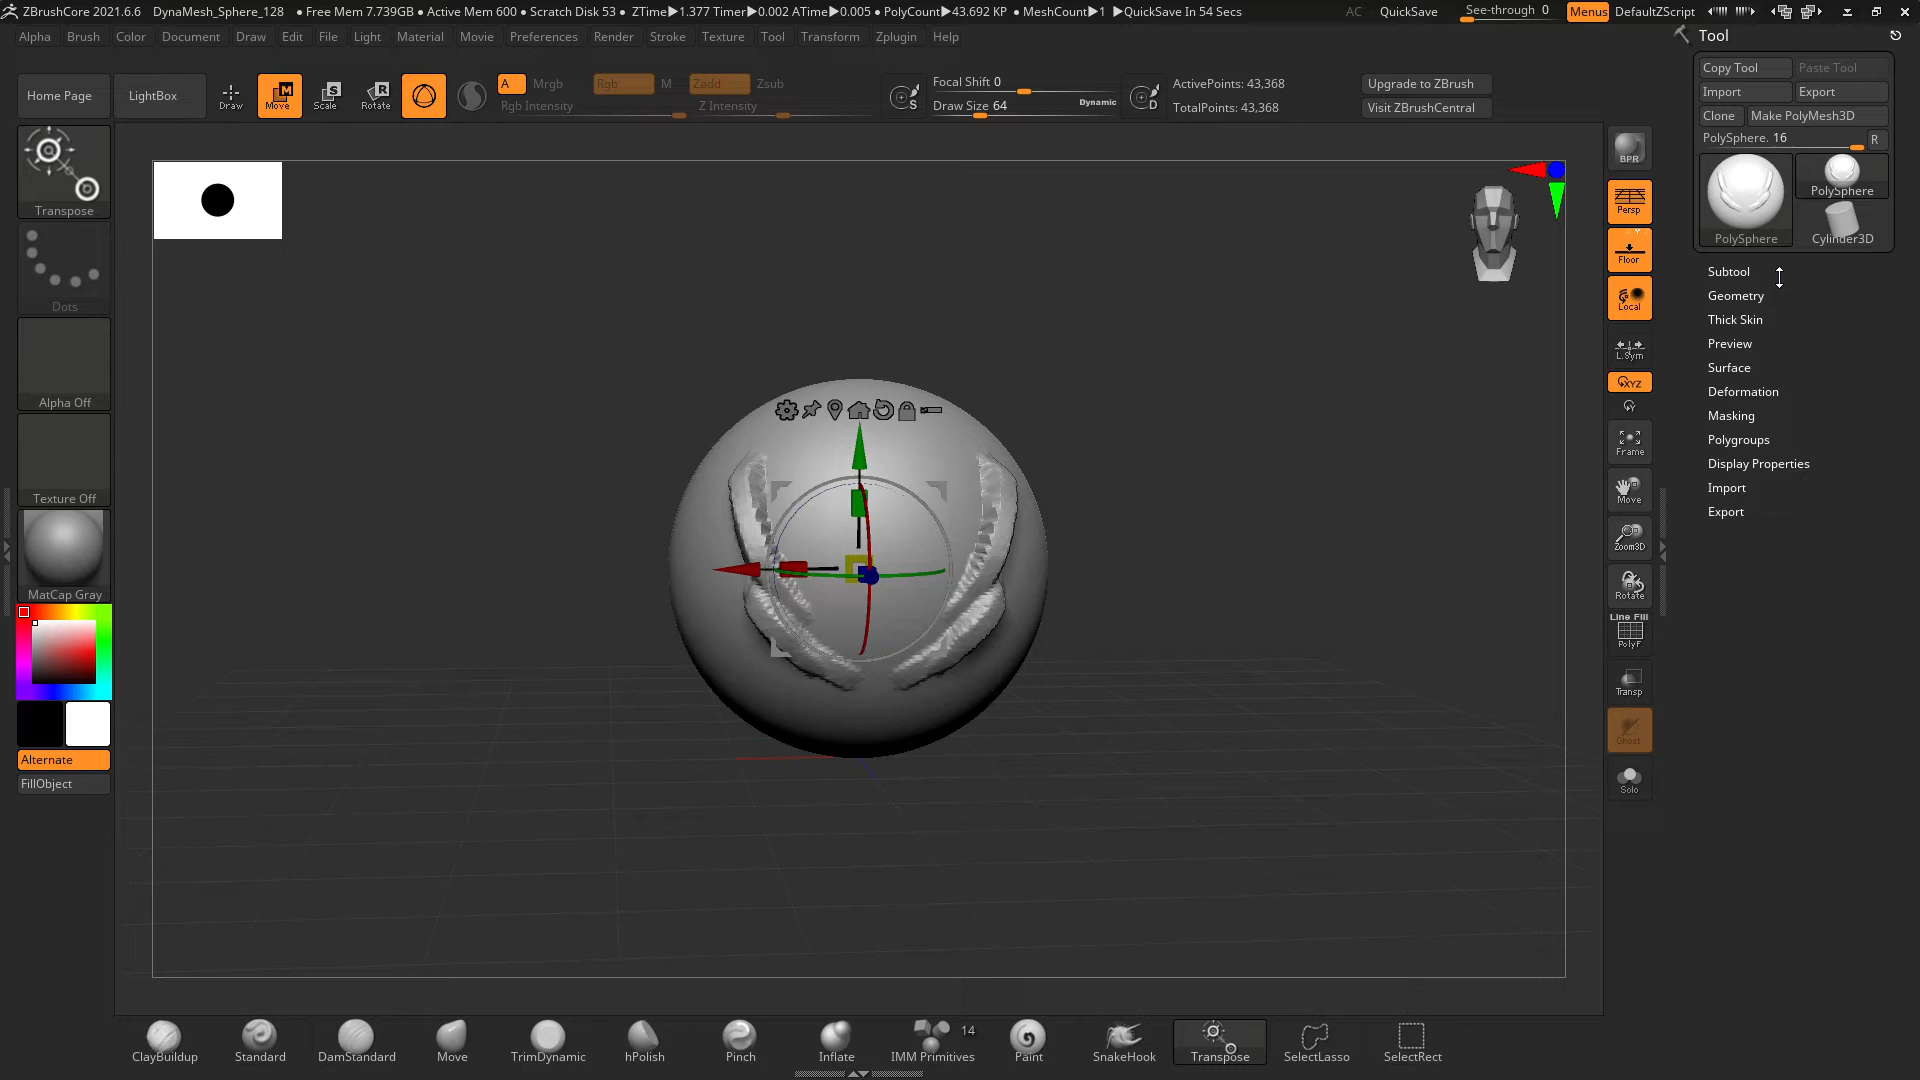 ZBrushCore 2021.6.6 DynaMesh_Sphere_128 ● Free Mem 7.739GB ● Active Mem 600 ● Scratch Disk 53 ● ZTime▶1.377 Timer▶0.002 ATime▶0.005 ● PolyCount▶43.692 KP ● MeshCount▶1 ▶QuickSave In 54 Secs AC QuickSave See-through 0 Menus DefaultZScript
Alpha Brush Color Document Draw Edit File Light Material Movie Preferences Render Stroke Texture Tool Transform Zplugin Help
Tool
Copy Tool Paste Tool
Import Export
Clone Make PolyMesh3D
PolySphere. 16 R
PolySphere
PolySphere Cylinder3D
Home Page LightBox Draw Move Scale Rotate
A Mrgb Rgb M Zadd Zsub
Rgb Intensity Z Intensity
Focal Shift 0
Draw Size 64 Dynamic
S D
ActivePoints: 43,368
TotalPoints: 43,368
Upgrade to ZBrush
Visit ZBrushCentral
Transpose
Dots
Alpha Off
Texture Off
MatCap Gray
Alternate
FillObject
BPR
Persp
Floor
Local
L.Sym
XYZ
Y
Frame
Move
Zoom3D
Rotate
Line Fill
PolyF
Transp
Ghost
Solo
Subtool
Geometry
Thick Skin
Preview
Surface
Deformation
Masking
Polygroups
Display Properties
Import
Export
14
ClayBuildup Standard DamStandard Move TrimDynamic hPolish Pinch Inflate IMM Primitives Paint SnakeHook Transpose SelectLasso SelectRect